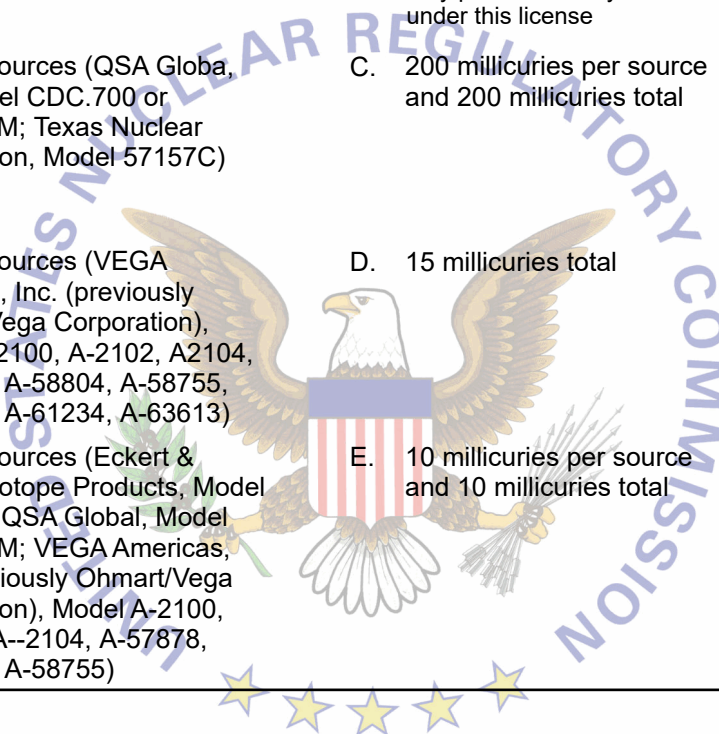 under this license
ources (QSA Globa,
el CDC.700 or
M; Texas Nuclear
on, Model 57157C)
C. 200 millicuries per source
and 200 millicuries total
ources (VEGA
, Inc. (previously
Vega Corporation),
2100, A-2102, A2104,
A-58804, A-58755,
A-61234, A-63613)
D. 15 millicuries total
ources (Eckert &
otope Products, Model
QSA Global, Model
M; VEGA Americas,
iously Ohmart/Vega
on), Model A-2100,
A--2104, A-57878,
A-58755)
E. 10 millicuries per source
and 10 millicuries total
UNITED STATES NUCLEAR REGULATORY COMMISSION